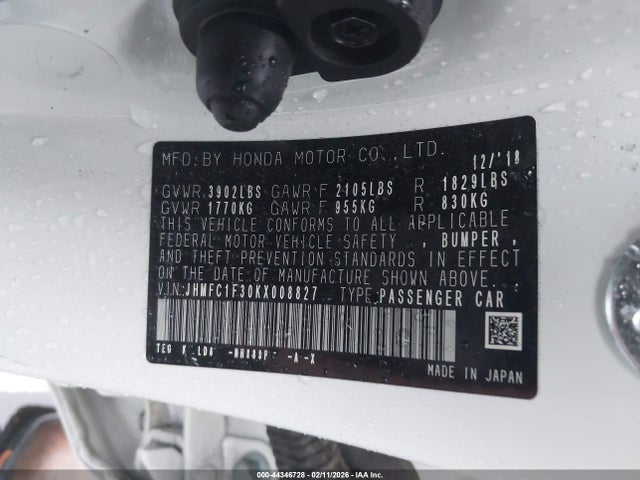 MFD. BY HONDA MOTOR CO., LTD. 12/'18
GVWR 3902LBS GAWR F 2105LBS R 1829LBS
GVWR 1770KG GAWR F 955KG R 830KG
THIS VEHICLE CONFORMS TO ALL APPLICABLE
FEDERAL MOTOR VEHICLE SAFETY , BUMPER ,
AND THEFT PREVENTION STANDARDS IN EFFECT
ON THE DATE OF MANUFACTURE SHOWN ABOVE.
V.I.N: JHMFC1F30KX008827 TYPE: PASSENGER CAR
TEG K -A-X
MADE IN JAPAN
000-44346728 - 02/11/2026 - IAA Inc.